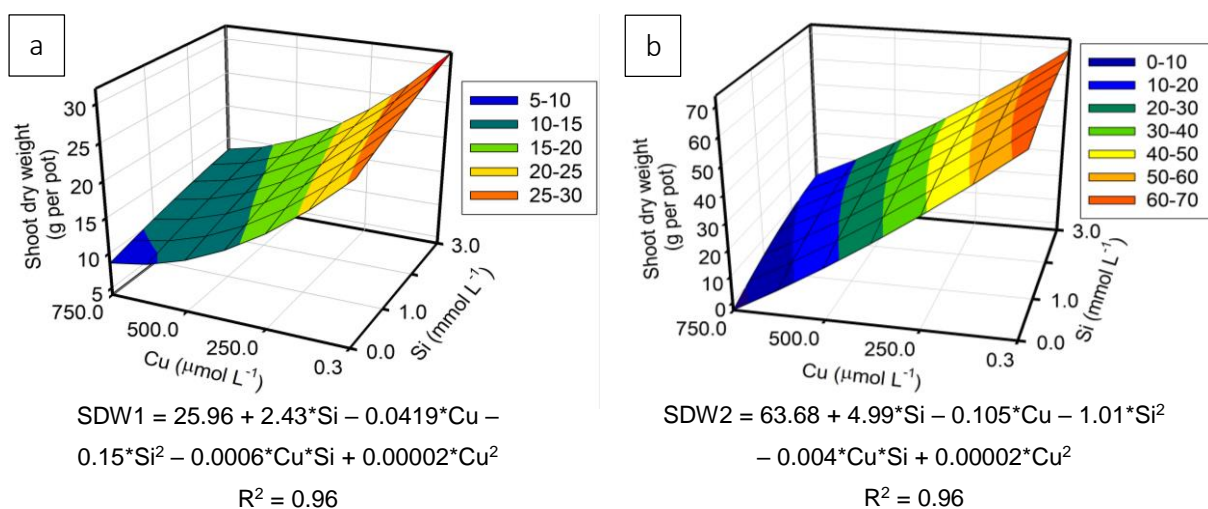 a
Shoot dry weight
(g per pot)
30
25
20
15
10
5
750.0
500.0
250.0
0.3
Cu (μmol L⁻¹)
0.0
1.0
3.0
Si (mmol L⁻¹)
5-10
10-15
15-20
20-25
25-30
SDW1 = 25.96 + 2.43*Si – 0.0419*Cu –
0.15*Si² – 0.0006*Cu*Si + 0.00002*Cu²
R² = 0.96
b
Shoot dry weight
(g per pot)
70
60
50
40
30
20
10
0
750.0
500.0
250.0
0.3
Cu (μmol L⁻¹)
0.0
1.0
3.0
Si (mmol L⁻¹)
0-10
10-20
20-30
30-40
40-50
50-60
60-70
SDW2 = 63.68 + 4.99*Si – 0.105*Cu – 1.01*Si²
– 0.004*Cu*Si + 0.00002*Cu²
R² = 0.96